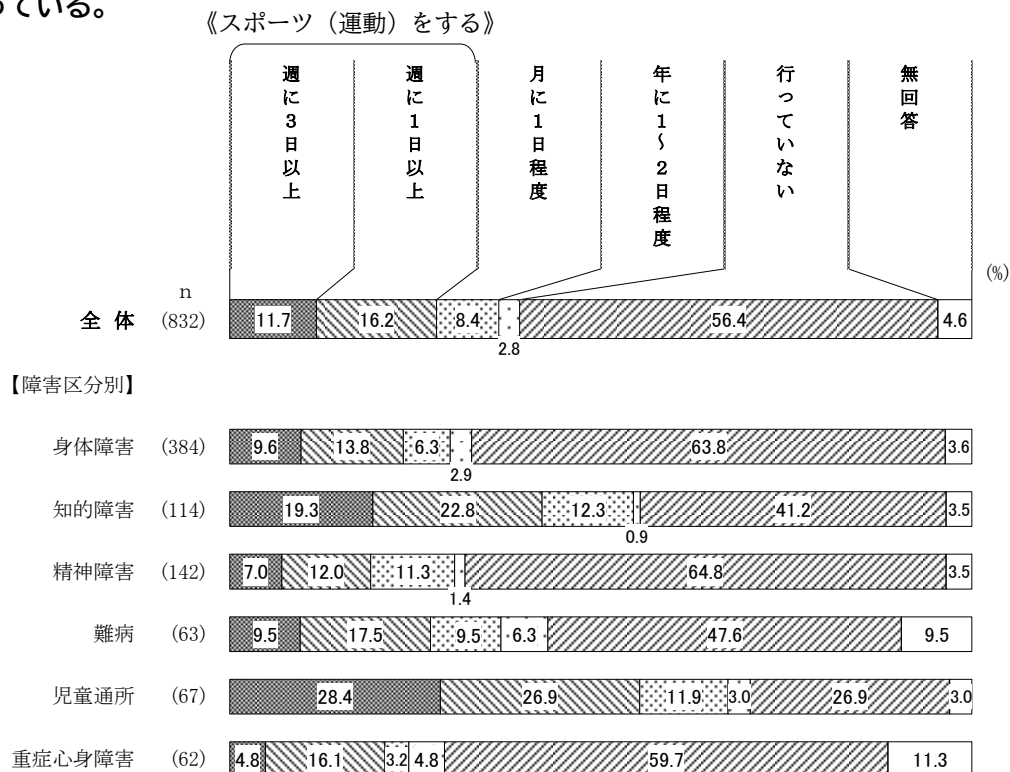 っている。
《スポーツ（運動）をする》
週に3日以上
週に1日以上
月に1日程度
年に1～2日程度
行っていない
無回答
(%)
n
全 体 (832) 11.7 16.2 8.4 2.8 56.4 4.6
【障害区分別】
身体障害 (384) 9.6 13.8 6.3 2.9 63.8 3.6
知的障害 (114) 19.3 22.8 12.3 0.9 41.2 3.5
精神障害 (142) 7.0 12.0 11.3 1.4 64.8 3.5
難病 (63) 9.5 17.5 9.5 6.3 47.6 9.5
児童通所 (67) 28.4 26.9 11.9 3.0 26.9 3.0
重症心身障害 (62) 4.8 16.1 3.2 4.8 59.7 11.3